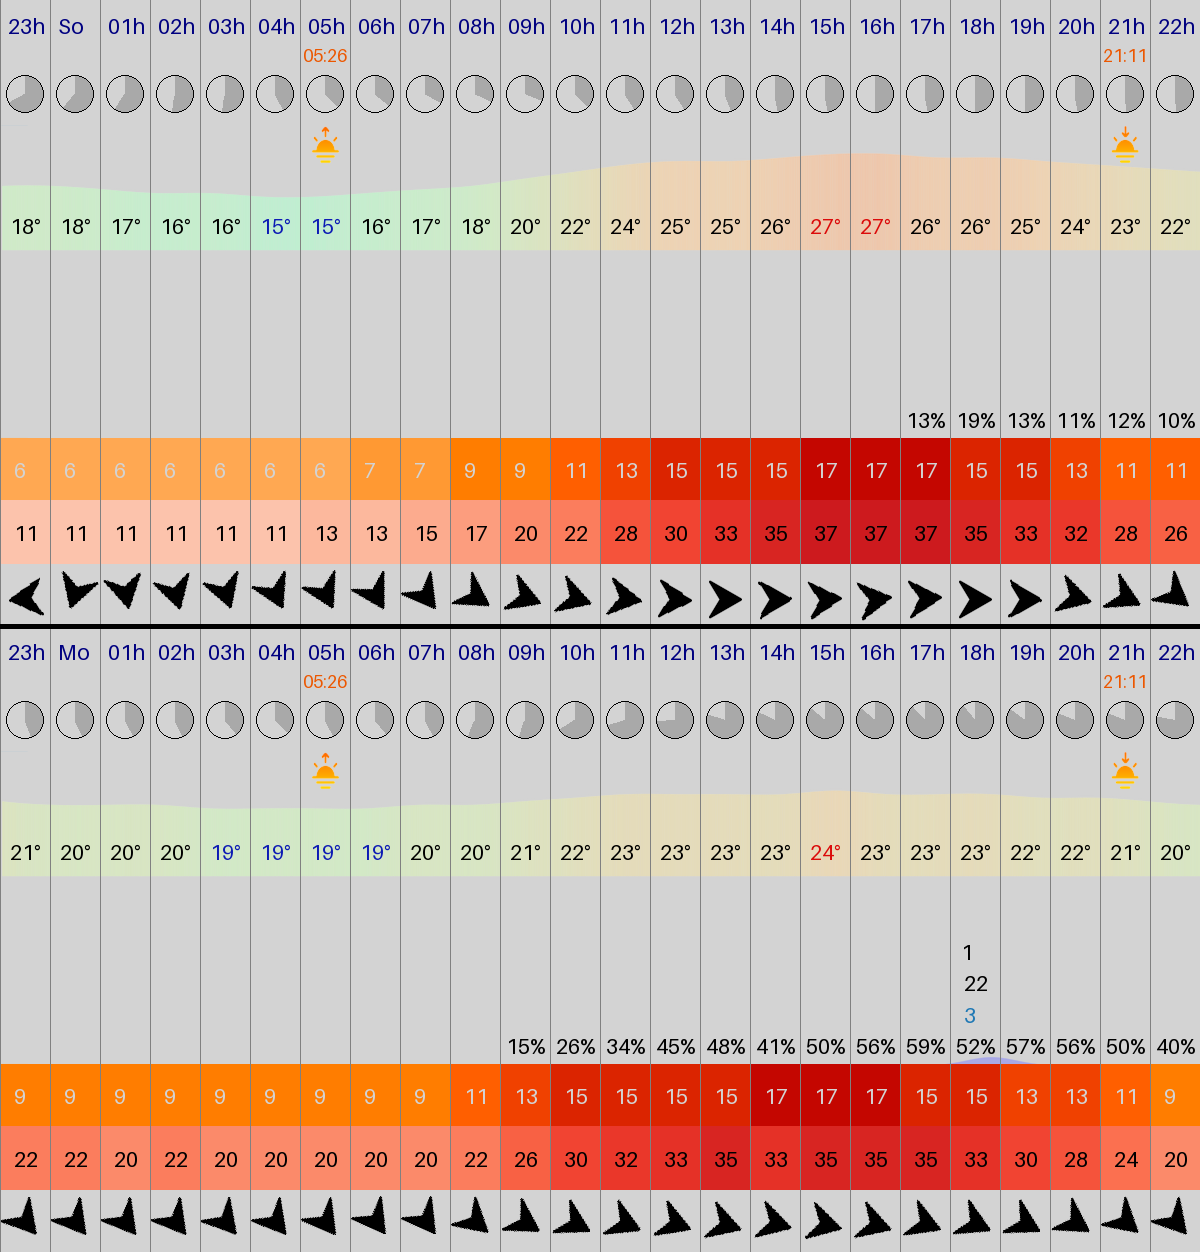 23h So 01h 02h 03h 04h 05h 06h 07h 08h 09h 10h 11h 12h 13h 14h 15h 16h 17h 18h 19h 20h 21h 22h
05:26 21:11
18° 18° 17° 16° 16° 15° 15° 16° 17° 18° 20° 22° 24° 25° 25° 26° 27° 27° 26° 26° 25° 24° 23° 22°
13% 19% 13% 11% 12% 10%
6 6 6 6 6 6 6 7 7 9 9 11 13 15 15 15 17 17 17 15 15 13 11 11
11 11 11 11 11 11 13 13 15 17 20 22 28 30 33 35 37 37 37 35 33 32 28 26
23h Mo 01h 02h 03h 04h 05h 06h 07h 08h 09h 10h 11h 12h 13h 14h 15h 16h 17h 18h 19h 20h 21h 22h
05:26 21:11
21° 20° 20° 20° 19° 19° 19° 19° 20° 20° 21° 22° 23° 23° 23° 23° 24° 23° 23° 23° 22° 22° 21° 20°
1
22
3
15% 26% 34% 45% 48% 41% 50% 56% 59% 52% 57% 56% 50% 40%
9 9 9 9 9 9 9 9 9 11 13 15 15 15 15 17 17 17 15 15 13 13 11 9
22 22 20 22 20 20 20 20 20 22 26 30 32 33 35 33 35 35 35 33 30 28 24 20